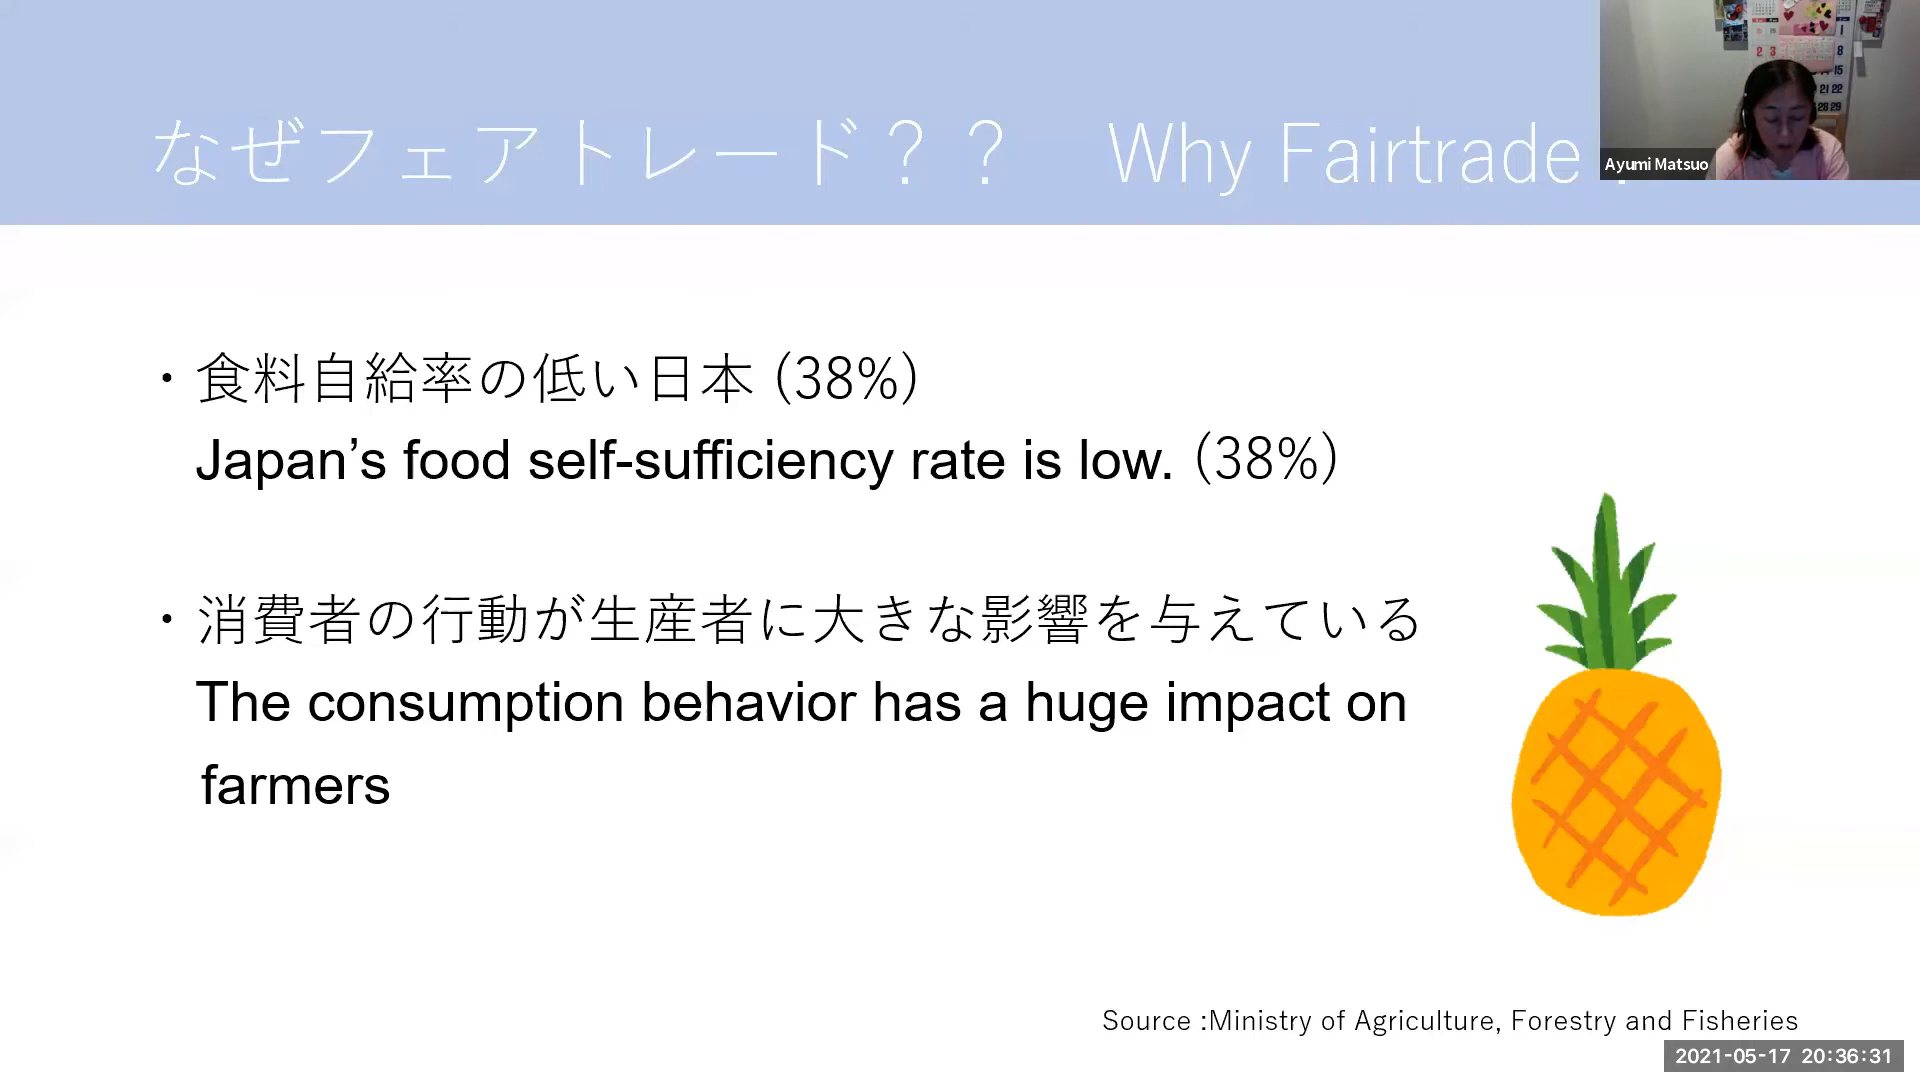 なぜフェアトレード？？ Why Fairtrade
Ayumi Matsuo
・食料自給率の低い日本 (38%)
Japan’s food self-sufficiency rate is low. (38%)
・消費者の行動が生産者に大きな影響を与えている
The consumption behavior has a huge impact on
farmers
Source :Ministry of Agriculture, Forestry and Fisheries
2021-05-17 20:36:31